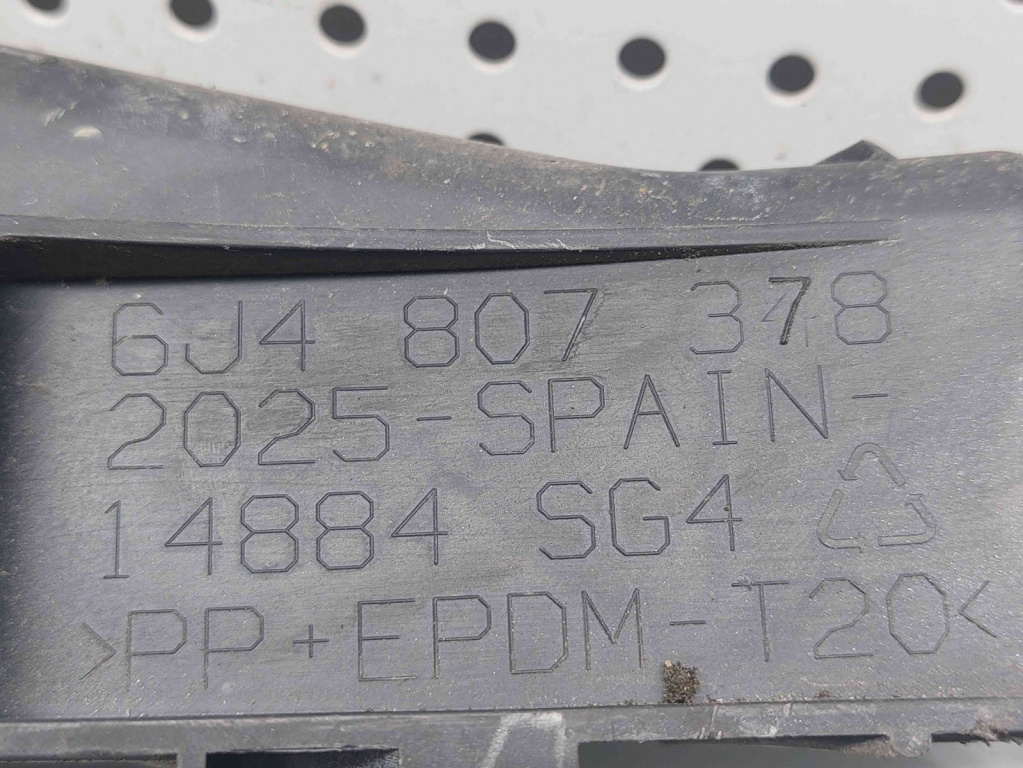 6J4 807 378
2025-SPAIN-
14884 SG4
>PP+EPDM-T20<